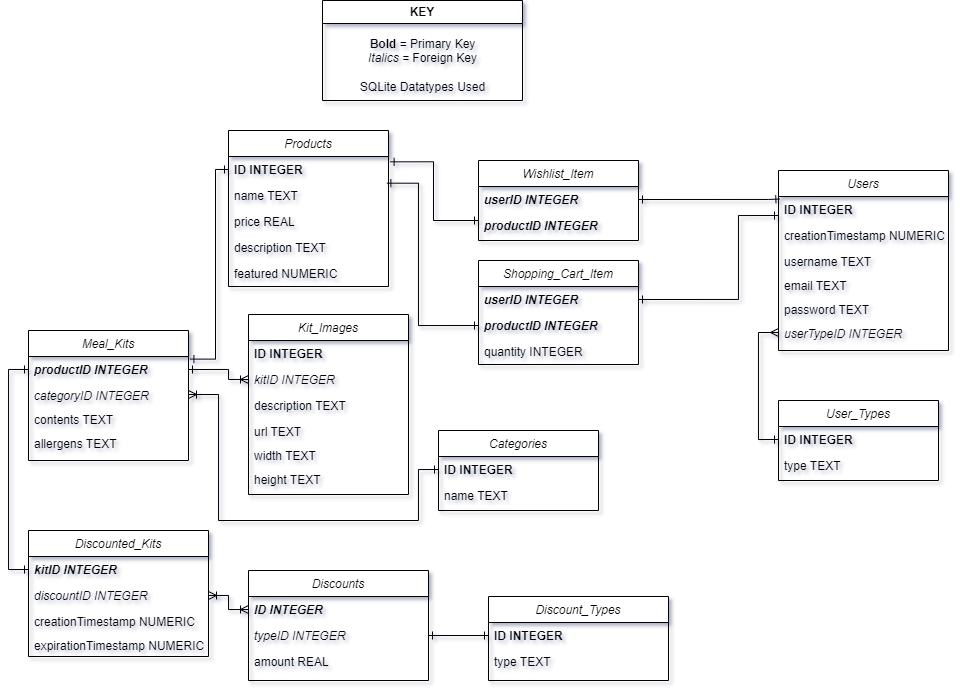 KEY
Bold = Primary Key
Italics = Foreign Key
SQLite Datatypes Used
Products
ID INTEGER
name TEXT
price REAL
description TEXT
featured NUMERIC
Wishlist_Item
userID INTEGER
productID INTEGER
Users
ID INTEGER
creationTimestamp NUMERIC
username TEXT
email TEXT
password TEXT
userTypeID INTEGER
Shopping_Cart_Item
userID INTEGER
productID INTEGER
quantity INTEGER
Meal_Kits
productID INTEGER
categoryID INTEGER
contents TEXT
allergens TEXT
Kit_Images
ID INTEGER
kitID INTEGER
description TEXT
url TEXT
width TEXT
height TEXT
User_Types
ID INTEGER
type TEXT
Categories
ID INTEGER
name TEXT
Discounted_Kits
kitID INTEGER
discountID INTEGER
creationTimestamp NUMERIC
expirationTimestamp NUMERIC
Discounts
ID INTEGER
typeID INTEGER
amount REAL
Discount_Types
ID INTEGER
type TEXT